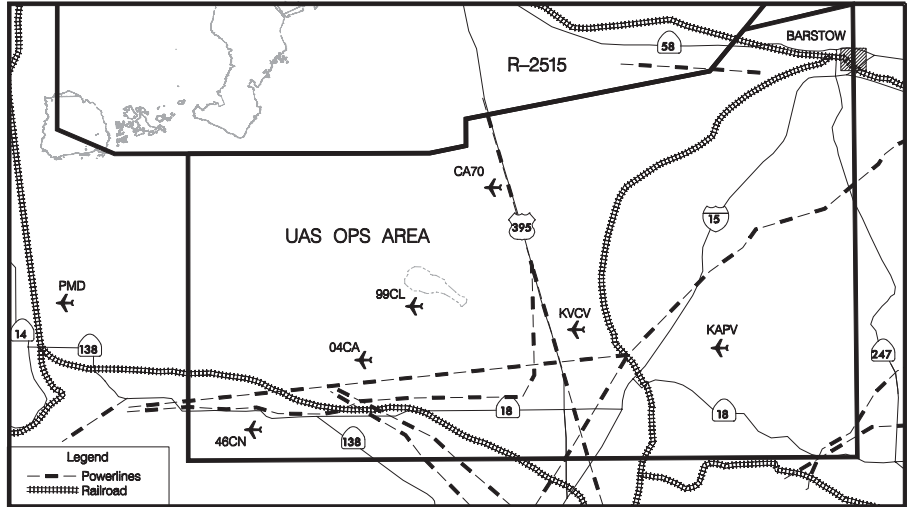 BARSTOW
58
R-2515
CA70
395
15
UAS OPS AREA
99CL
PMD
KVCV
KAPV
14
138
04CA
247
18
18
46CN
138
Legend
Powerlines
Railroad